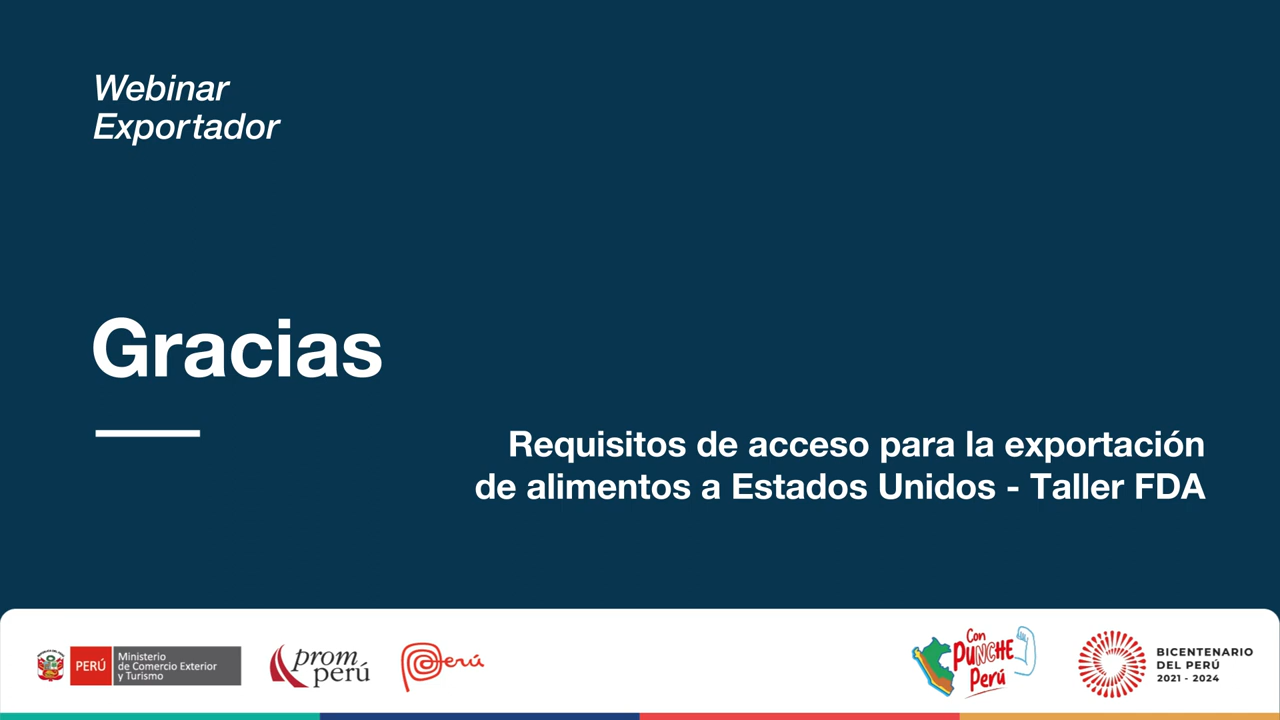 Webinar
Exportador
Gracias
Requisitos de acceso para la exportación
de alimentos a Estados Unidos - Taller FDA
PERÚ
Ministerio
de Comercio Exterior
y Turismo
prom
perú
Perú
Con
PUNCHE
Perú
BICENTENARIO
DEL PERÚ
2021 - 2024